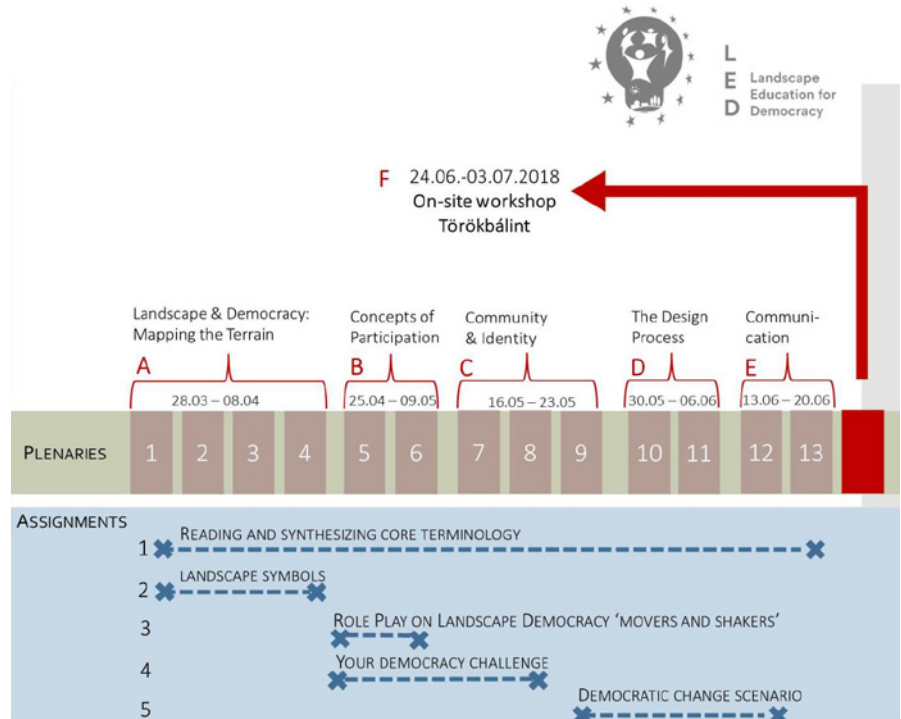 L
E Landscape
Education for
D Democracy
F 24.06.-03.07.2018
On-site workshop
Törökbálint
Landscape & Democracy:
Mapping the Terrain
A
28.03 – 08.04
Concepts of
Participation
B
25.04 – 09.05
Community
& Identity
C
16.05 – 23.05
The Design
Process
D
30.05 – 06.06
Communi-
cation
E
13.06 – 20.06
PLENARIES 1 2 3 4 5 6 7 8 9 10 11 12 13
ASSIGNMENTS
1 READING AND SYNTHESIZING CORE TERMINOLOGY
2 LANDSCAPE SYMBOLS
3 ROLE PLAY ON LANDSCAPE DEMOCRACY ‘MOVERS AND SHAKERS’
4 YOUR DEMOCRACY CHALLENGE
5 DEMOCRATIC CHANGE SCENARIO